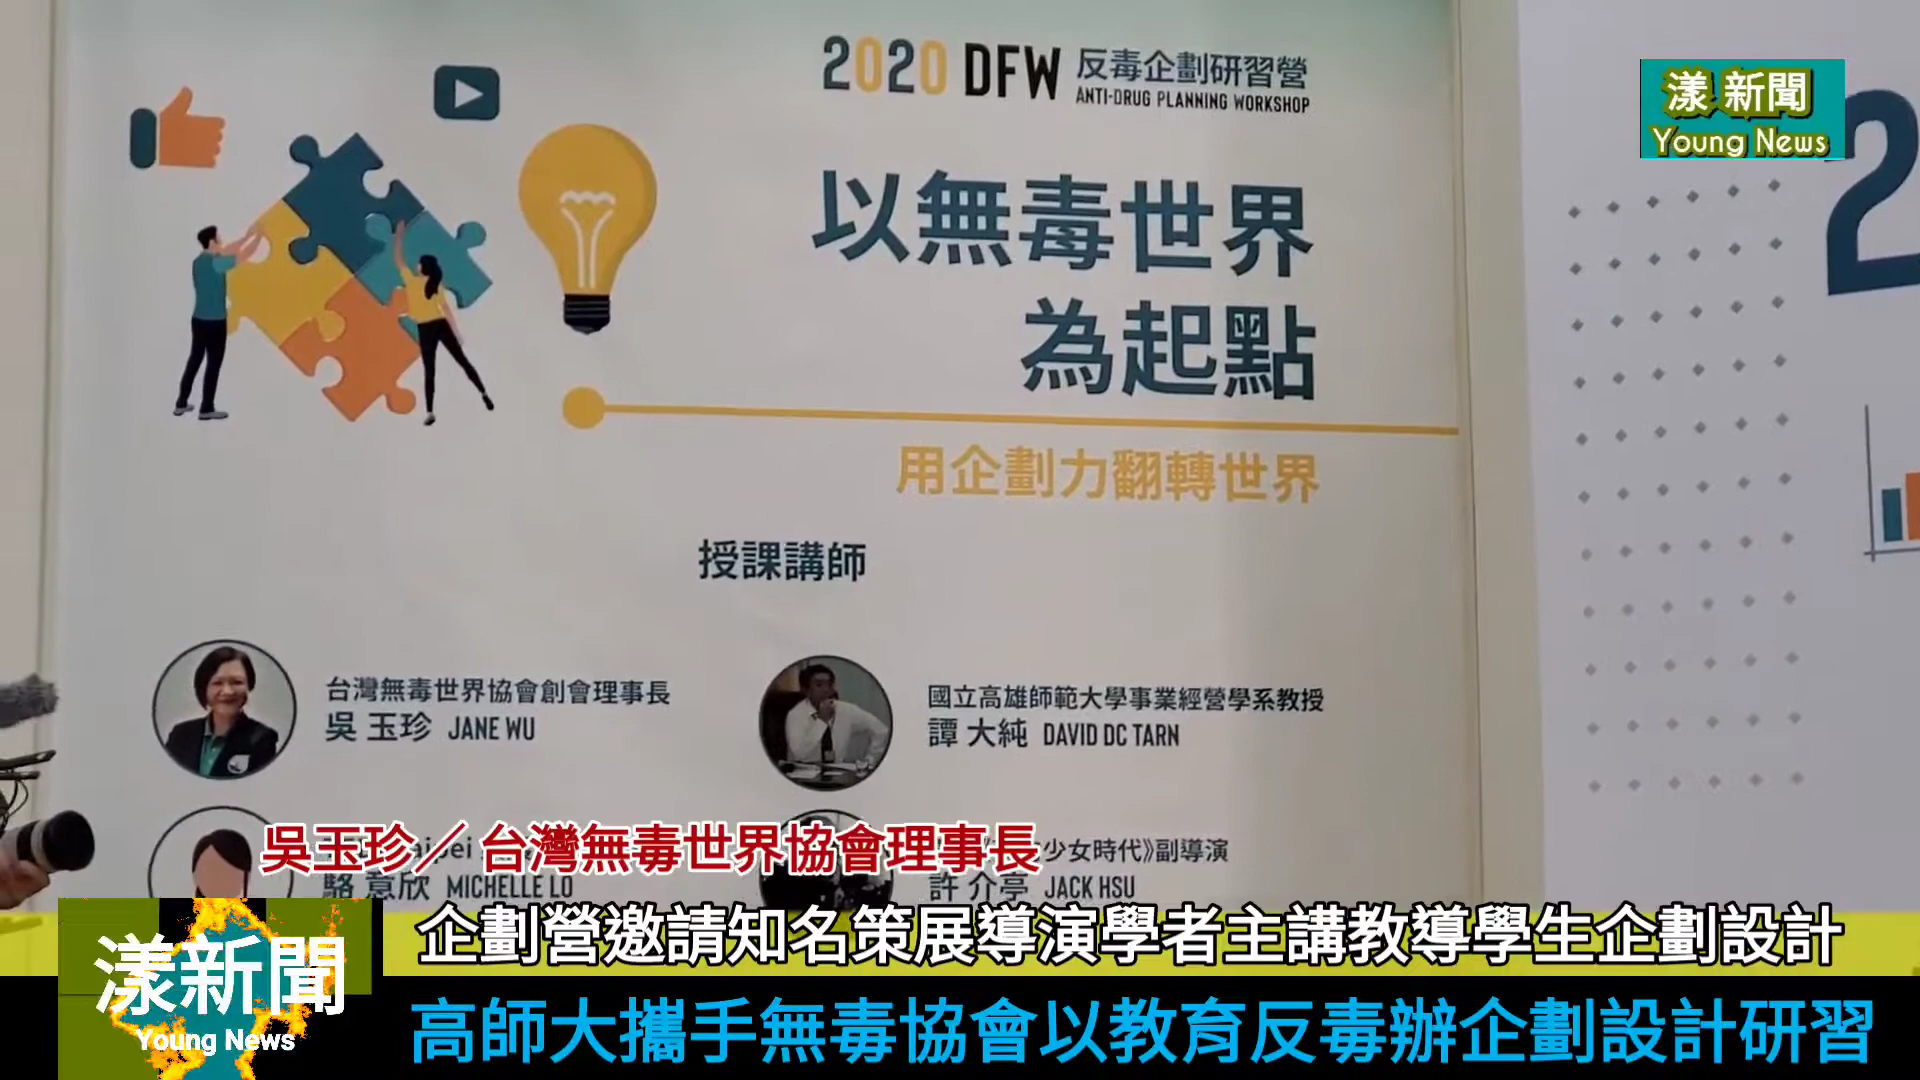 2020 DFW 反毒企劃研習營
ANTI-DRUG PLANNING WORKSHOP
漾 新聞
Young News
以無毒世界
為起點
用企劃力翻轉世界
授課講師
台灣無毒世界協會創會理事長
吳 玉珍 JANE WU
國立高雄師範大學事業經營學系教授
譚 大純 DAVID DC TARN
吳玉珍／台灣無毒世界協會理事長
少女時代》副導演
駱 意欣 MICHELLE LO
許 介亭 JACK HSU
企劃營邀請知名策展導演學者主講教導學生企劃設計
漾新聞
Young News
高師大攜手無毒協會以教育反毒辦企劃設計研習